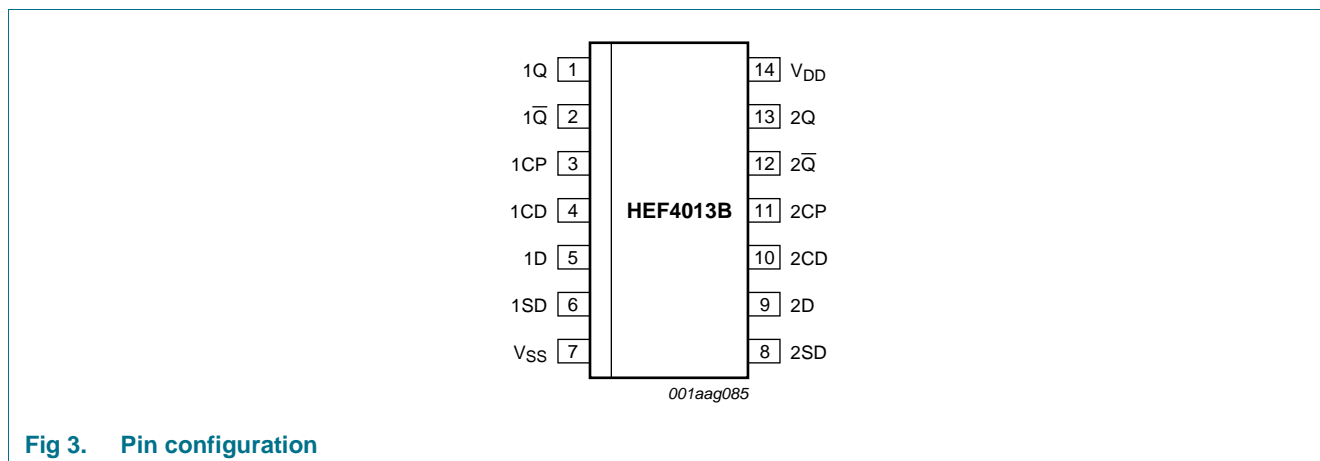 1Q 1 14 VDD
1Q̅ 2 13 2Q
1CP 3 12 2Q̅
1CD 4 HEF4013B 11 2CP
1D 5 10 2CD
1SD 6 9 2D
VSS 7 8 2SD
001aag085
Fig 3. Pin configuration